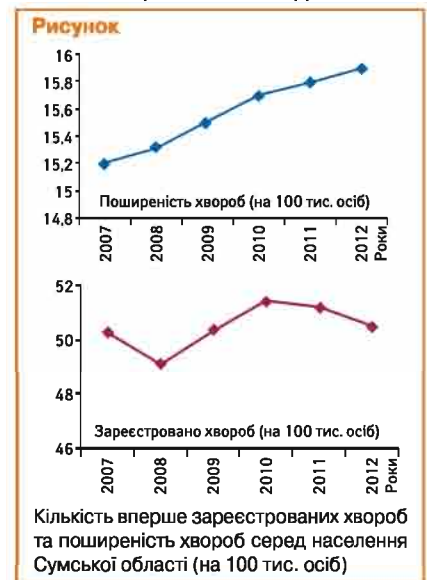 Рисунок
16
15,8
15,6
15,4
15,2
15
14,8
Поширеність хвороб (на 100 тис. осіб)
2007
2008
2009
2010
2011
2012
Роки
52
50
48
46
Зареєстровано хвороб (на 100 тис. осіб)
2007
2008
2009
2010
2011
2012
Роки
Кількість вперше зареєстрованих хвороб
та поширеність хвороб серед населення
Сумської області (на 100 тис. осіб)